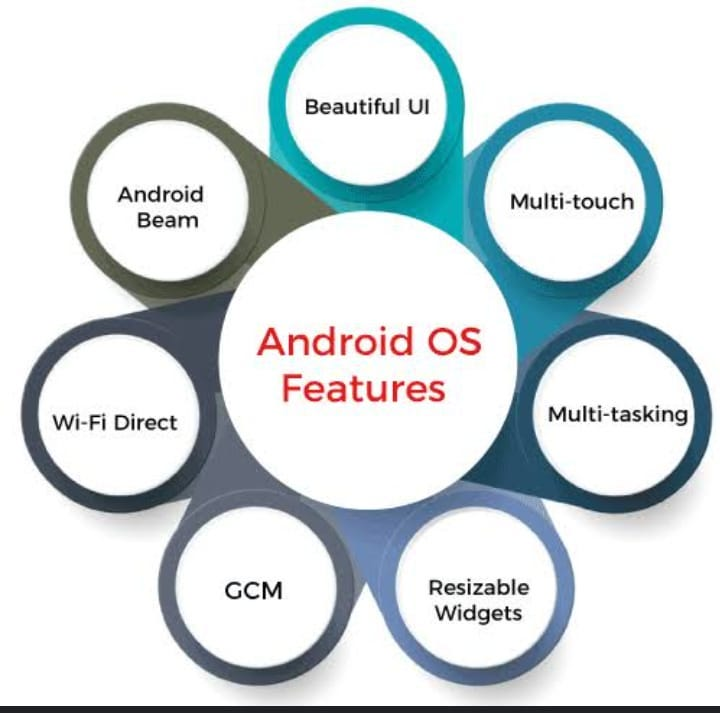 Beautiful UI
Multi-touch
Multi-tasking
Resizable
Widgets
GCM
Wi-Fi Direct
Android
Beam
Android OS
Features